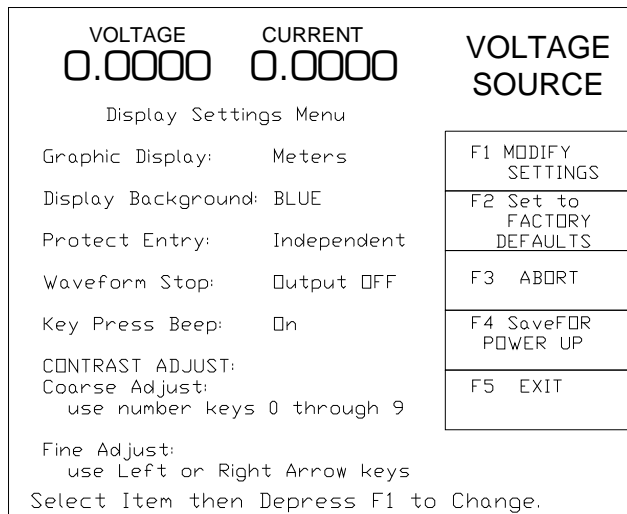 VOLTAGE CURRENT
0.0000 0.0000
VOLTAGE
SOURCE
Display Settings Menu
Graphic Display: Meters
Display Background: BLUE
Protect Entry: Independent
Waveform Stop: Output OFF
Key Press Beep: On
CONTRAST ADJUST:
Coarse Adjust:
use number keys 0 through 9
Fine Adjust:
use Left or Right Arrow keys
Select Item then Depress F1 to Change.
F1 MODIFY
SETTINGS
F2 Set to
FACTORY
DEFAULTS
F3 ABORT
F4 SaveFOR
POWER UP
F5 EXIT